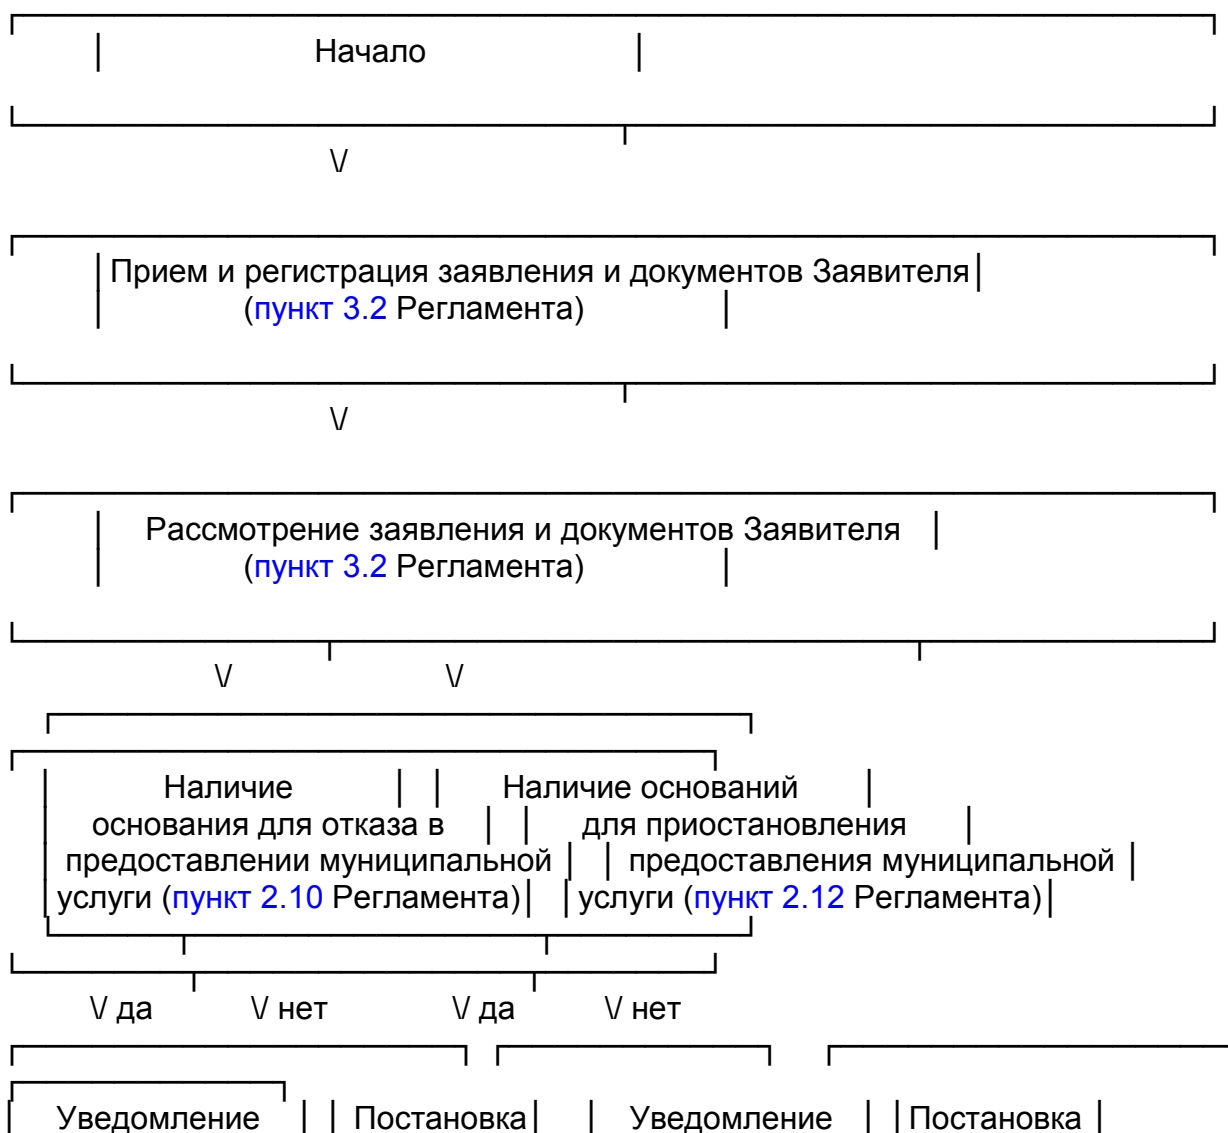 Начало
\/
Прием и регистрация заявления и документов Заявителя
(пункт 3.2 Регламента)
\/
Рассмотрение заявления и документов Заявителя
(пункт 3.2 Регламента)
\/ \/
Наличие Наличие оснований
основания для отказа в для приостановления
предоставлении муниципальной предоставления муниципальной
услуги (пункт 2.10 Регламента) услуги (пункт 2.12 Регламента)
\/ да \/ нет \/ да \/ нет
Уведомление Постановка Уведомление Постановка